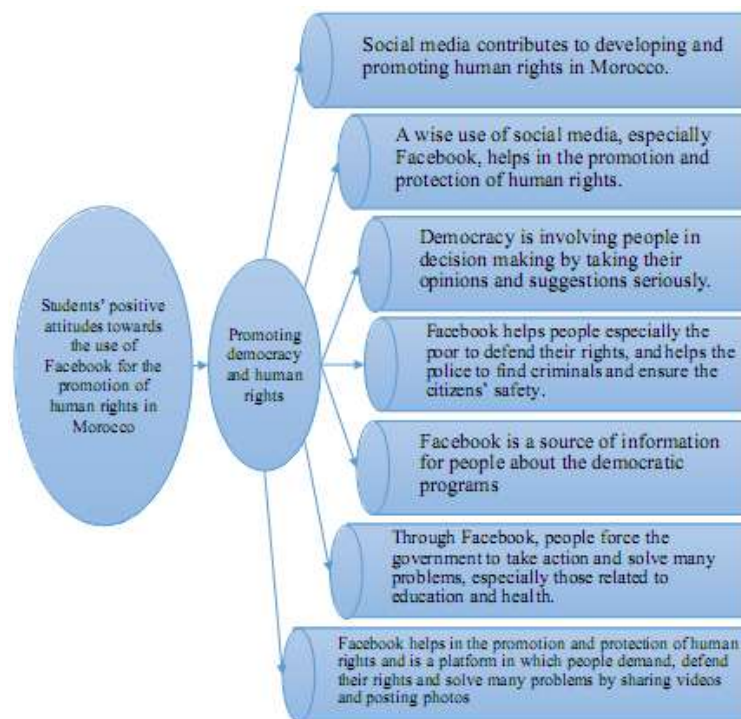 Students' positive
attitudes towards
the use of
Facebook for the
promotion of
human rights in
Morocco
Promoting
democracy
and human
rights
Social media contributes to developing and
promoting human rights in Morocco.
A wise use of social media, especially
Facebook, helps in the promotion and
protection of human rights.
Democracy is involving people in
decision making by taking their
opinions and suggestions seriously.
Facebook helps people especially the
poor to defend their rights, and helps the
police to find criminals and ensure the
citizens' safety.
Facebook is a source of information
for people about the democratic
programs
Through Facebook, people force the
government to take action and solve many
problems, especially those related to
education and health.
Facebook helps in the promotion and protection of human
rights and is a platform in which people demand, defend
their rights and solve many problems by sharing videos
and posting photos